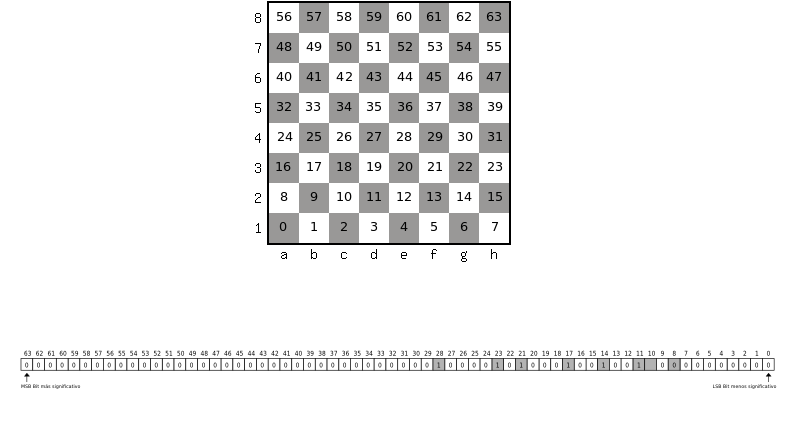 8 56 57 58 59 60 61 62 63
7 48 49 50 51 52 53 54 55
6 40 41 42 43 44 45 46 47
5 32 33 34 35 36 37 38 39
4 24 25 26 27 28 29 30 31
3 16 17 18 19 20 21 22 23
2 8 9 10 11 12 13 14 15
1 0 1 2 3 4 5 6 7
a b c d e f g h
63 62 61 60 59 58 57 56 55 54 53 52 51 50 49 48 47 46 45 44 43 42 41 40 39 38 37 36 35 34 33 32 31 30 29 28 27 26 25 24 23 22 21 20 19 18 17 16 15 14 13 12 11 10 9 8 7 6 5 4 3 2 1 0
0 0 0 0 0 0 0 0 0 0 0 0 0 0 0 0 0 0 0 0 0 0 0 0 0 0 0 0 0 0 0 0 0 0 0 1 0 0 0 0 1 0 1 0 0 0 1 0 0 1 0 0 1 0 0 0 0 0 0 0 0 0 0
MSB Bit más significativo LSB Bit menos significativo